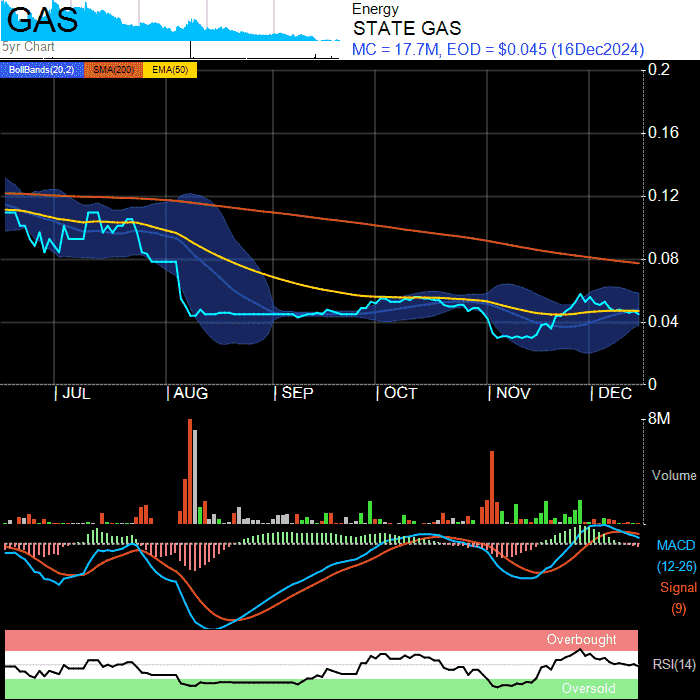 GAS
5yr Chart
Energy
STATE GAS
MC = 17.7M, EOD = $0.045 (16Dec2024)
BollBands(20,2) SMA(200) EMA(50)
0.2
0.16
0.12
0.08
0.04
0
JUL AUG SEP OCT NOV DEC
8M
Volume
MACD
(12-26)
Signal
(9)
Overbought
RSI(14)
Oversold